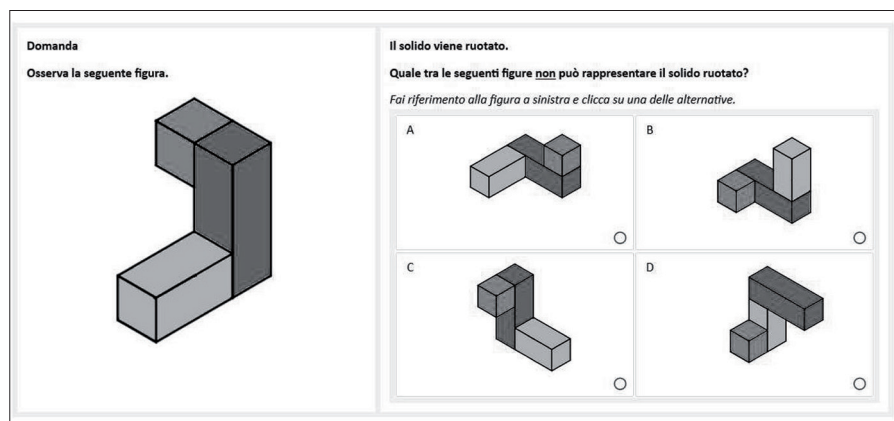 Domanda
Osserva la seguente figura.
Il solido viene ruotato.
Quale tra le seguenti figure non può rappresentare il solido ruotato?
Fai riferimento alla figura a sinistra e clicca su una delle alternative.
A
B
C
D